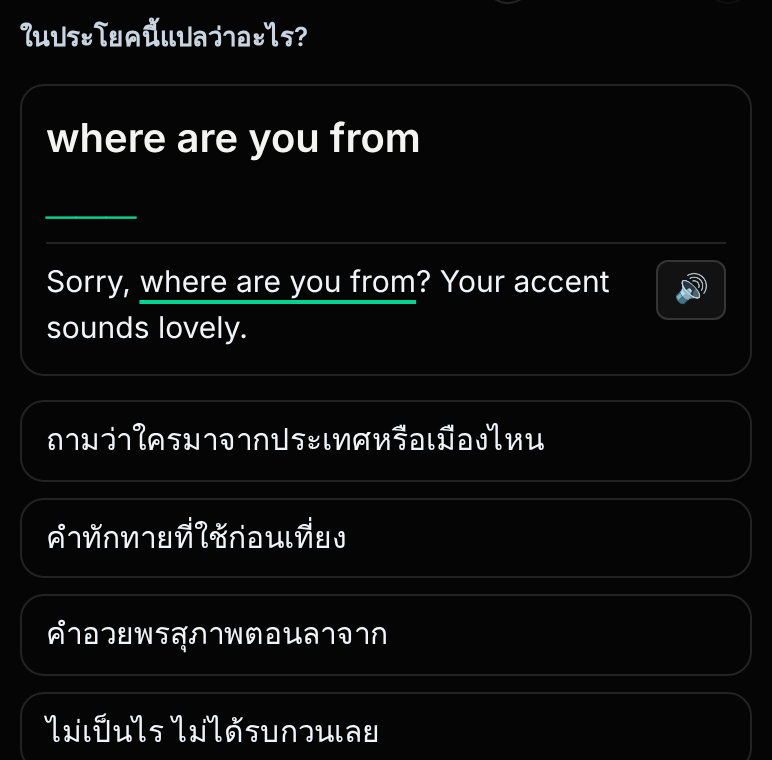 ในประโยคนี้แปลว่าอะไร?
where are you from
Sorry, where are you from? Your accent
sounds lovely.
ถามว่าใครมาจากประเทศหรือเมืองไหน
คำทักทายที่ใช้ก่อนเที่ยง
คำอวยพรสุภาพตอนลาจาก
ไม่เป็นไร ไม่ได้รบกวนเลย